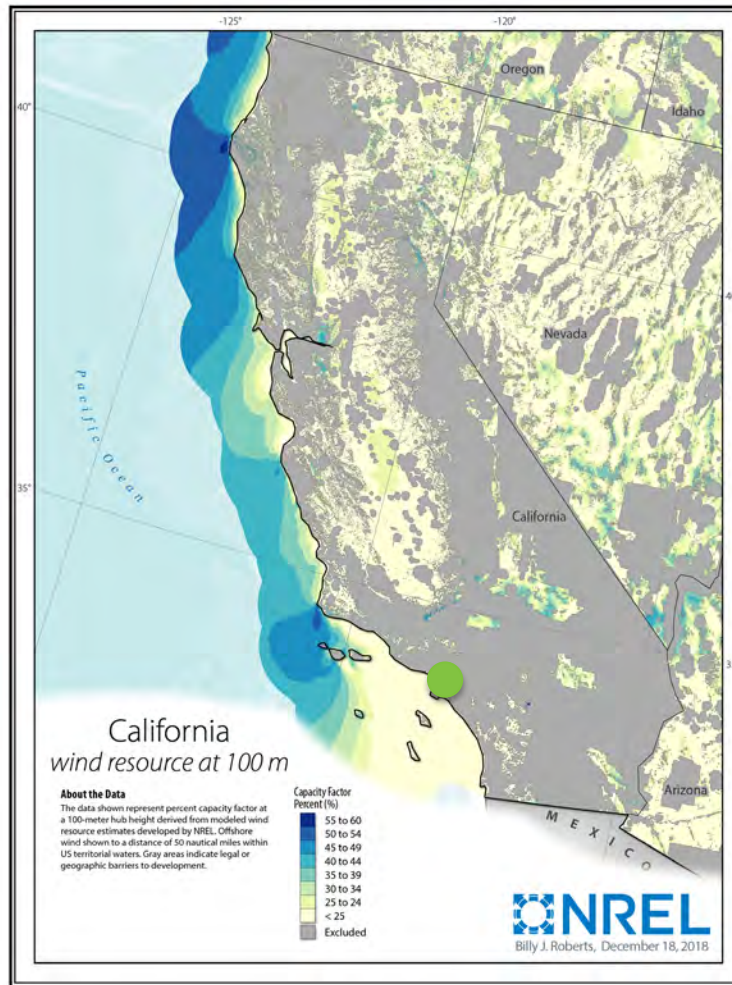 -125°
-120°
Oregon
40°
Idaho
40
Nevada
Pacific Ocean
35°
California
35
California
wind resource at 100 m
Arizona
MEXICO
About the Data
The data shown represent percent capacity factor at
a 100-meter hub height derived from modeled wind
resource estimates developed by NREL. Offshore
wind shown to a distance of 50 nautical miles within
US territorial waters. Gray areas indicate legal or
geographic barriers to development.
Capacity Factor
Percent (%)
55 to 60
50 to 54
45 to 49
40 to 44
35 to 39
30 to 34
25 to 24
< 25
Excluded
NREL
Billy J. Roberts, December 18, 2018